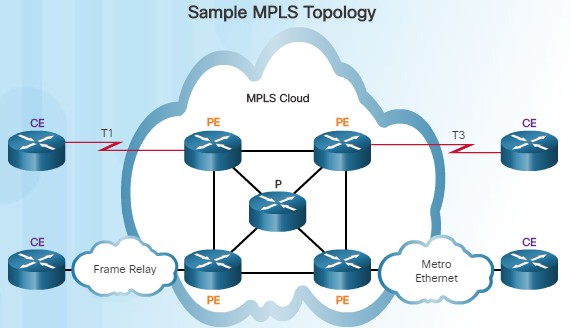 Sample MPLS Topology
MPLS Cloud
CE
PE
PE
CE
T1
T3
P
CE
CE
Frame Relay
Metro
Ethernet
PE
PE